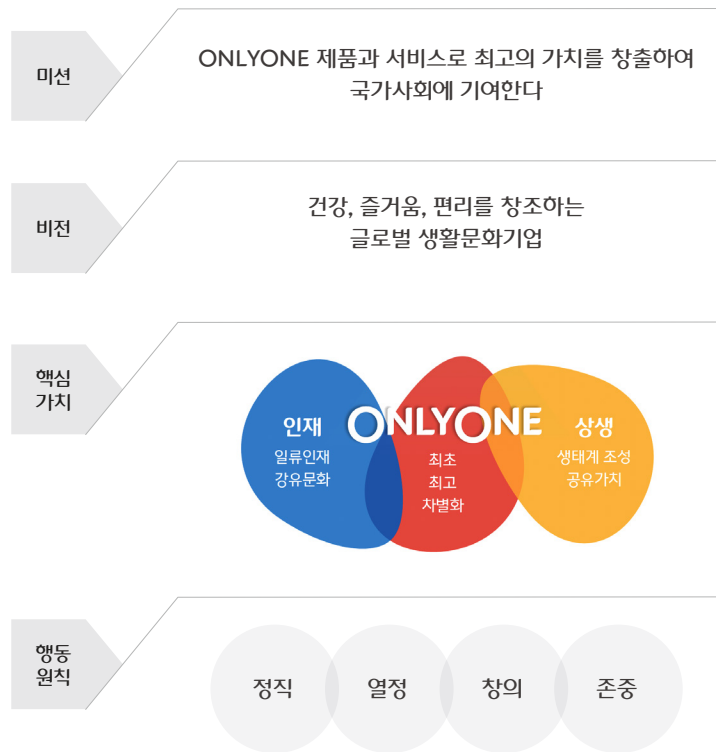 미션
ONLYONE 제품과 서비스로 최고의 가치를 창출하여
국가사회에 기여한다
비전
건강, 즐거움, 편리를 창조하는
글로벌 생활문화기업
핵심
가치
인재
일류인재
강유문화
ONLYONE
최초
최고
차별화
상생
생태계 조성
공유가치
행동
원칙
정직
열정
창의
존중